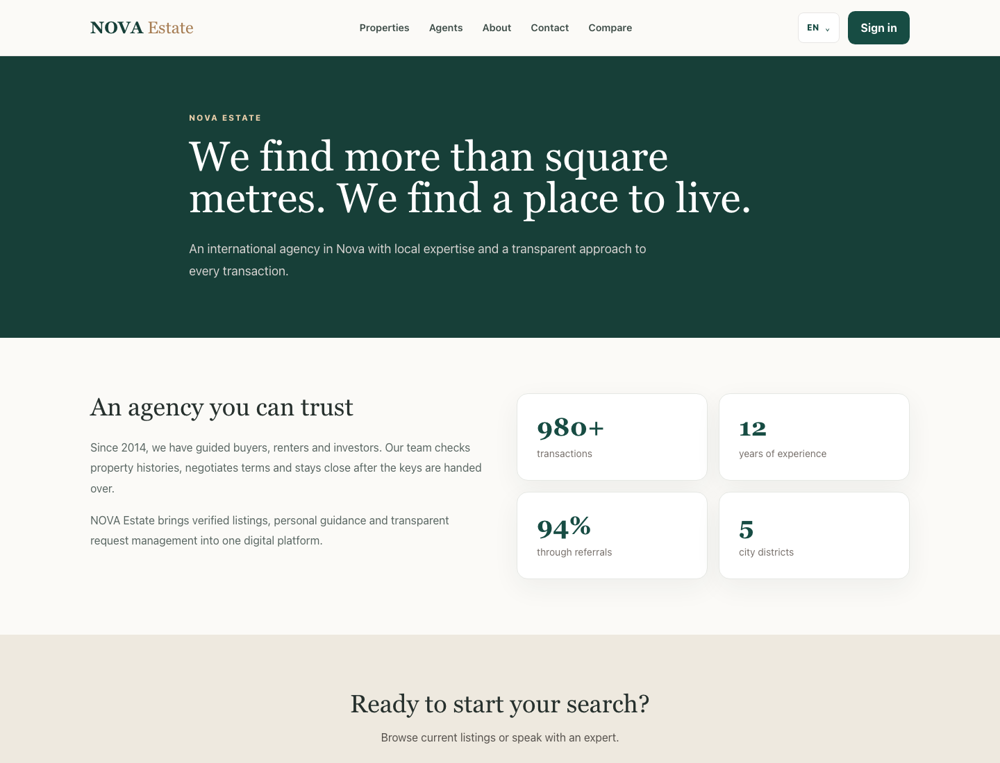 NOVA Estate
Properties
Agents
About
Contact
Compare
EN
Sign in
NOVA ESTATE
We find more than square
metres. We find a place to live.
An international agency in Nova with local expertise and a transparent approach to
every transaction.
An agency you can trust
Since 2014, we have guided buyers, renters and investors. Our team checks
property histories, negotiates terms and stays close after the keys are handed
over.
NOVA Estate brings verified listings, personal guidance and transparent
request management into one digital platform.
980+
transactions
12
years of experience
94%
through referrals
5
city districts
Ready to start your search?
Browse current listings or speak with an expert.